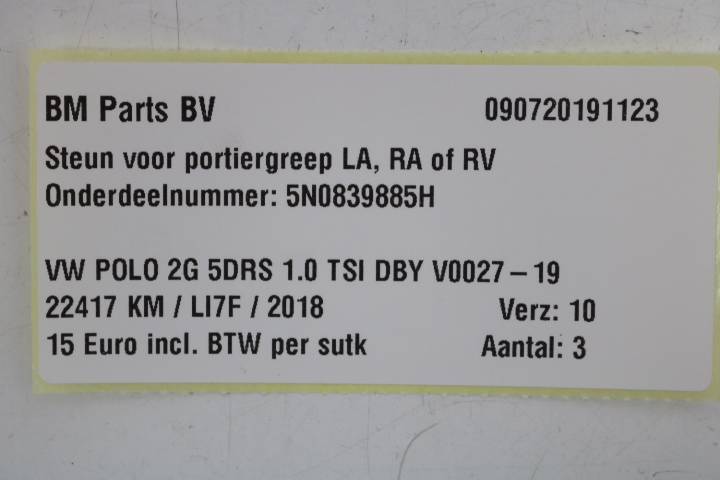 BM Parts BV 090720191123
Steun voor portiergreep LA, RA of RV
Onderdeelnummer: 5N0839885H
VW POLO 2G 5DRS 1.0 TSI DBY V0027 – 19
22417 KM / LI7F / 2018 Verz: 10
15 Euro incl. BTW per sutk Aantal: 3